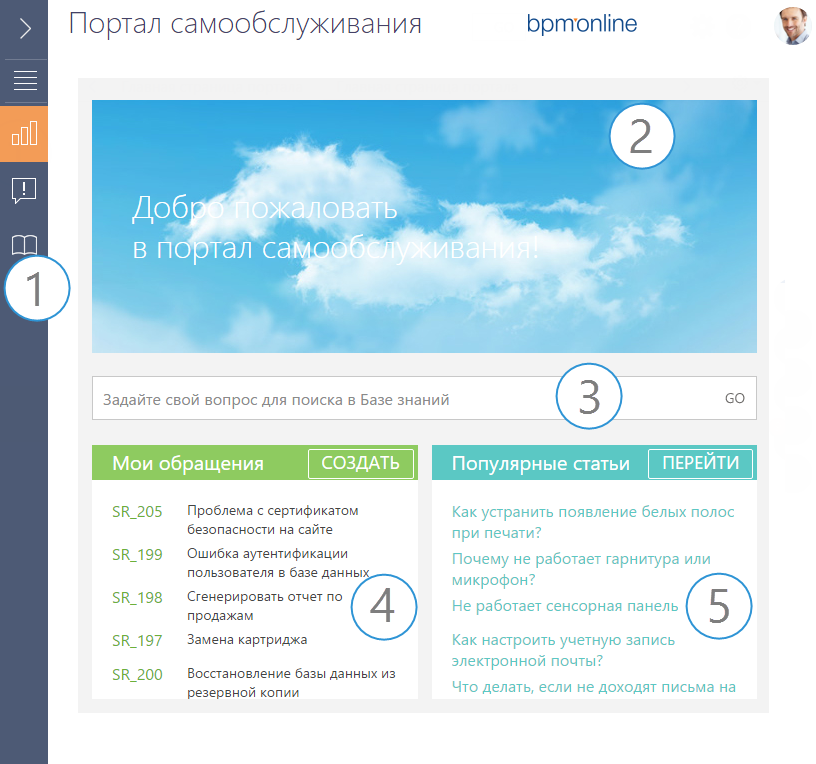 Портал самообслуживания
bpm'online
2
Добро пожаловать
в портал самообслуживания!
1
Задайте свой вопрос для поиска в Базе знаний
3
GO
Мои обращения
СОЗДАТЬ
SR_205 Проблема с сертификатом
безопасности на сайте
SR_199 Ошибка аутентификации
пользователя в базе данных
SR_198 Сгенерировать отчет по
продажам
SR_197 Замена картриджа
SR_200 Восстановление базы данных из
резервной копии
4
Популярные статьи
ПЕРЕЙТИ
Как устранить появление белых полос
при печати?
Почему не работает гарнитура или
микрофон?
Не работает сенсорная панель
5
Как настроить учетную запись
электронной почты?
Что делать, если не доходят письма на